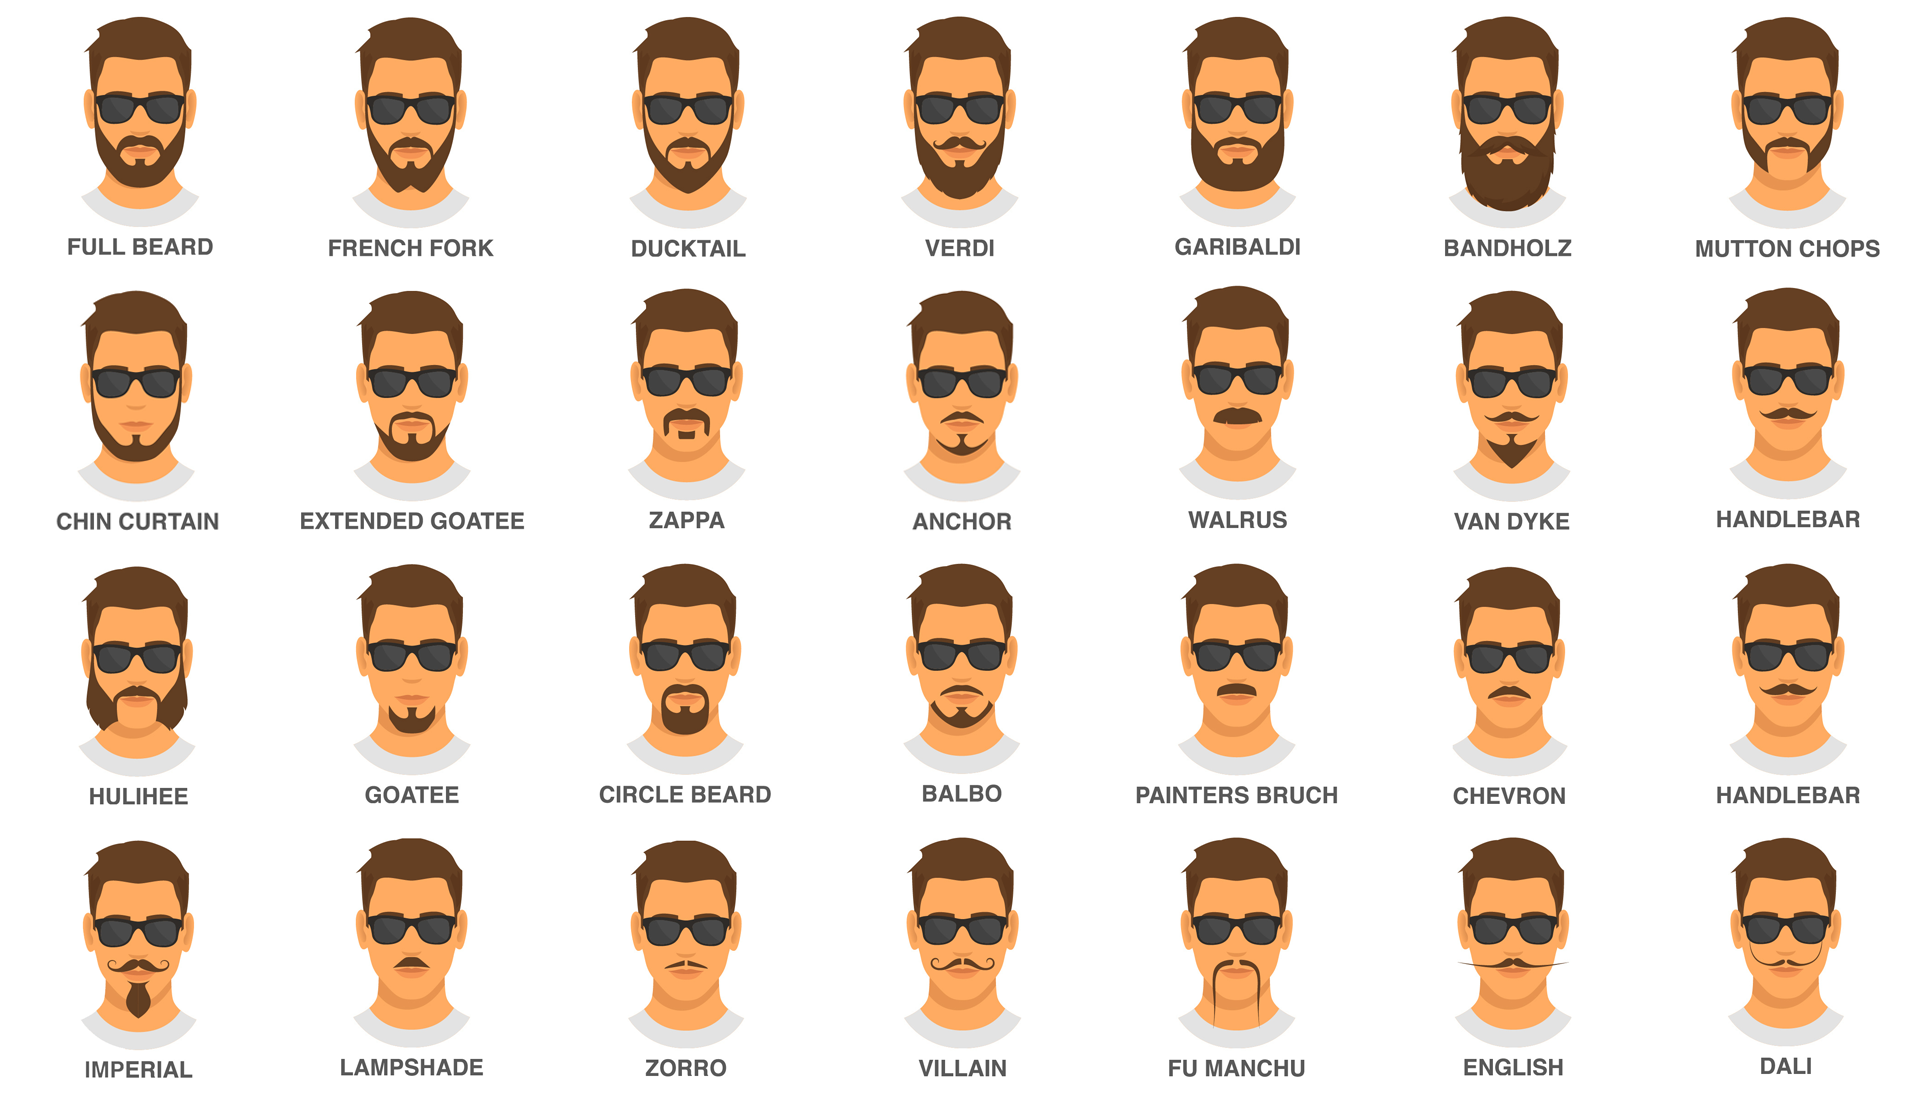 FULL BEARD
FRENCH FORK
DUCKTAIL
VERDI
GARIBALDI
BANDHOLZ
MUTTON CHOPS
CHIN CURTAIN
EXTENDED GOATEE
ZAPPA
ANCHOR
WALRUS
VAN DYKE
HANDLEBAR
HULIHEE
GOATEE
CIRCLE BEARD
BALBO
PAINTERS BRUCH
CHEVRON
HANDLEBAR
IMPERIAL
LAMPSHADE
ZORRO
VILLAIN
FU MANCHU
ENGLISH
DALI